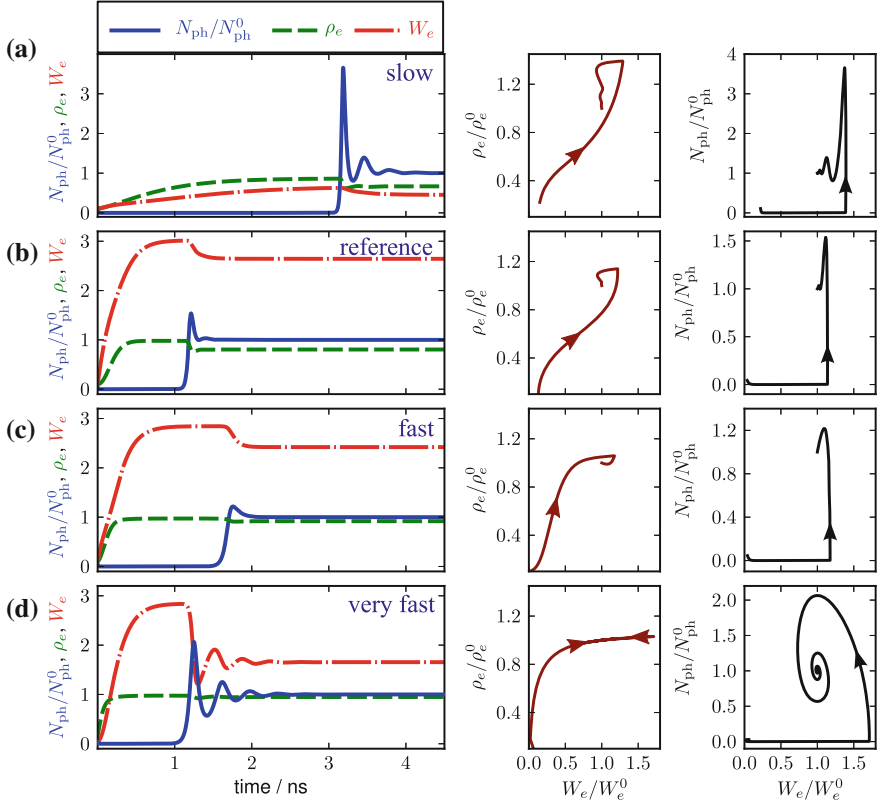 N_ph/N_ph^0 ρ_e W_e
(a)
slow
N_ph/N_ph^0, ρ_e, W_e
3
2
1
0
ρ_e/ρ_e^0
1.2
0.8
0.4
N_ph/N_ph^0
4
3
2
1
0
(b)
reference
N_ph/N_ph^0, ρ_e, W_e
3
2
1
0
ρ_e/ρ_e^0
1.2
0.8
0.4
N_ph/N_ph^0
1.5
1.0
0.5
0.0
(c)
fast
N_ph/N_ph^0, ρ_e, W_e
3
2
1
0
ρ_e/ρ_e^0
1.2
0.8
0.4
N_ph/N_ph^0
1.2
0.8
0.4
0.0
(d)
very fast
N_ph/N_ph^0, ρ_e, W_e
3
2
1
0
1 2 3 4
time / ns
ρ_e/ρ_e^0
1.2
0.8
0.4
0.0 0.5 1.0 1.5
W_e/W_e^0
N_ph/N_ph^0
2.0
1.5
1.0
0.5
0.0
0.0 0.5 1.0 1.5
W_e/W_e^0